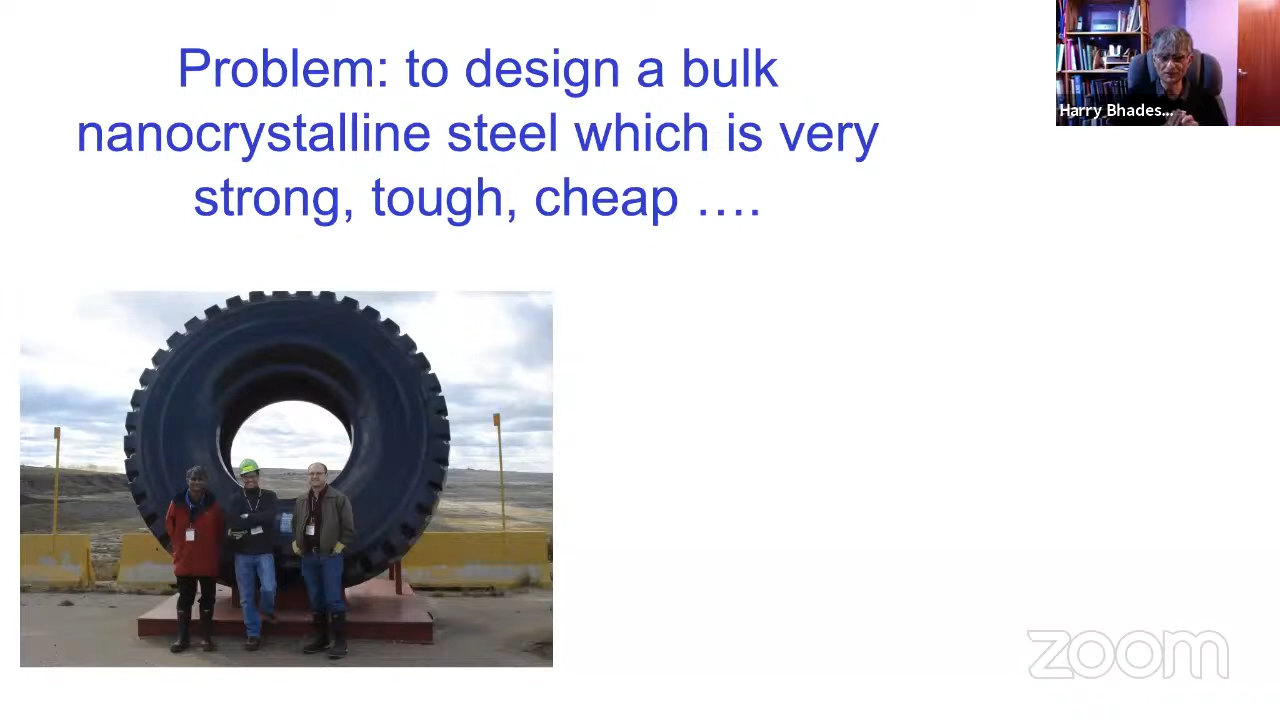 Problem: to design a bulk
nanocrystalline steel which is very
strong, tough, cheap ….
Harry Bhades...
zoom